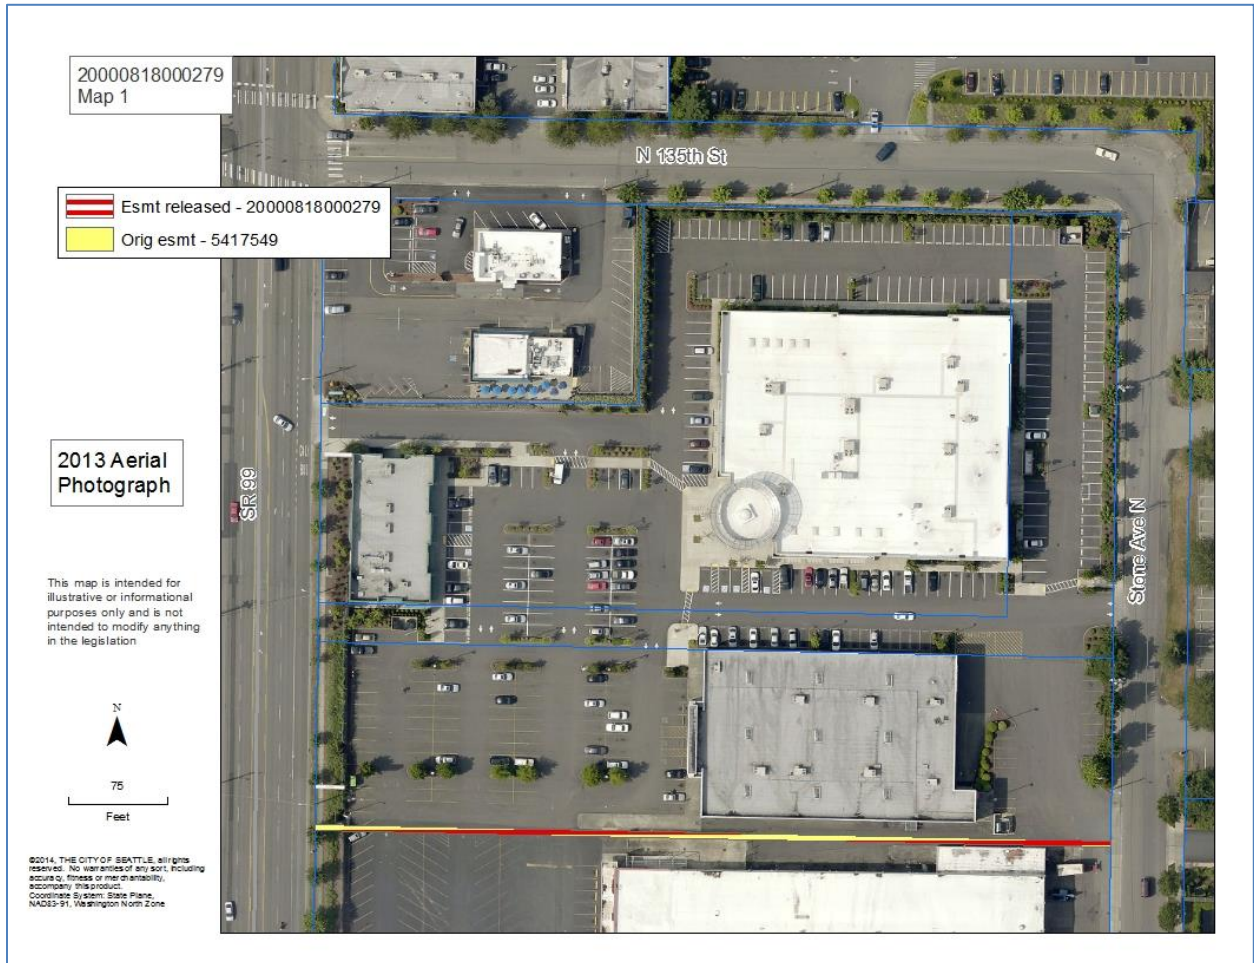 20000818000279
Map 1
N 135th St
Esmt released - 20000818000279
Orig esmt - 5417549
2013 Aerial
Photograph
SR 99
Stone Ave N
This map is intended for
illustrative or informational
purposes only and is not
intended to modify anything
in the legislation
N
75
Feet
©2014, THE CITY OF SEATTLE, all rights
reserved. No warranties of any sort, including
accuracy, fitness or merchantability,
accompany this product.
Coordinate System: State Plane,
NAD83-91, Washington North Zone